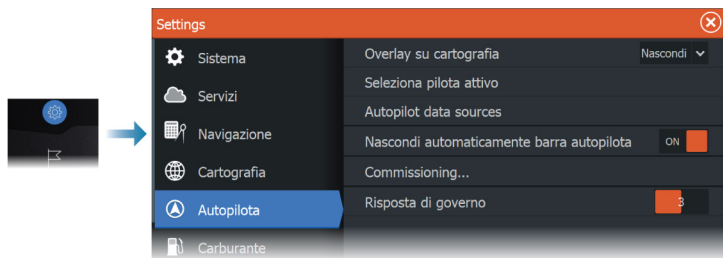 Settings
Sistema
Servizi
Navigazione
Cartografia
Autopilota
Carburante
Overlay su cartografia Nascondi
Seleziona pilota attivo
Autopilot data sources
Nascondi automaticamente barra autopilota ON
Commissioning...
Risposta di governo 3